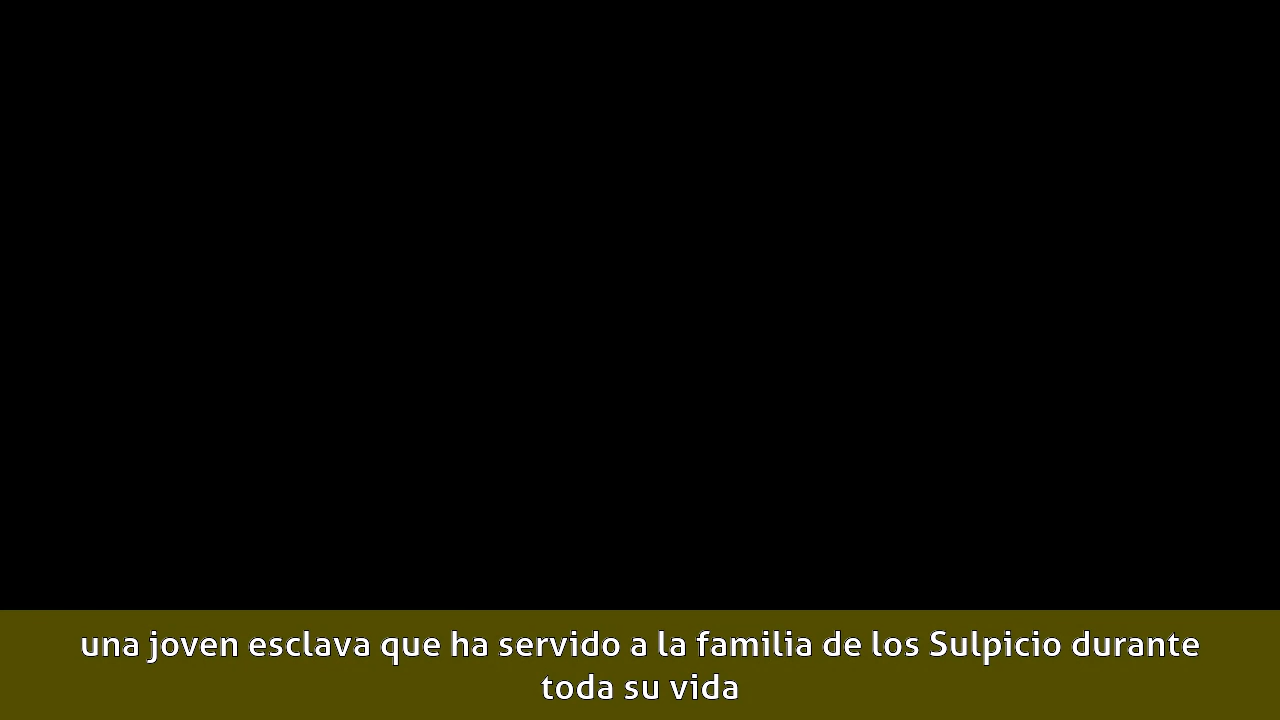 una joven esclava que ha servido a la familia de los Sulpicio durante
toda su vida